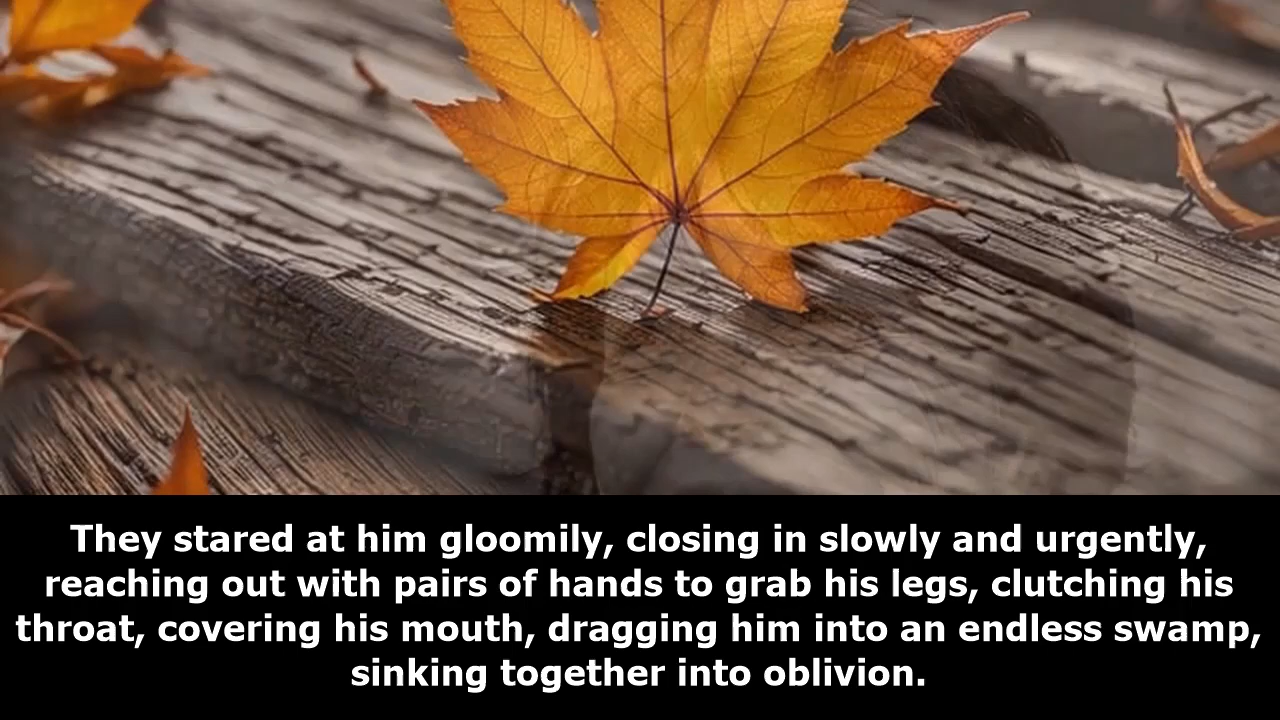 They stared at him gloomily, closing in slowly and urgently,
reaching out with pairs of hands to grab his legs, clutching his
throat, covering his mouth, dragging him into an endless swamp,
sinking together into oblivion.